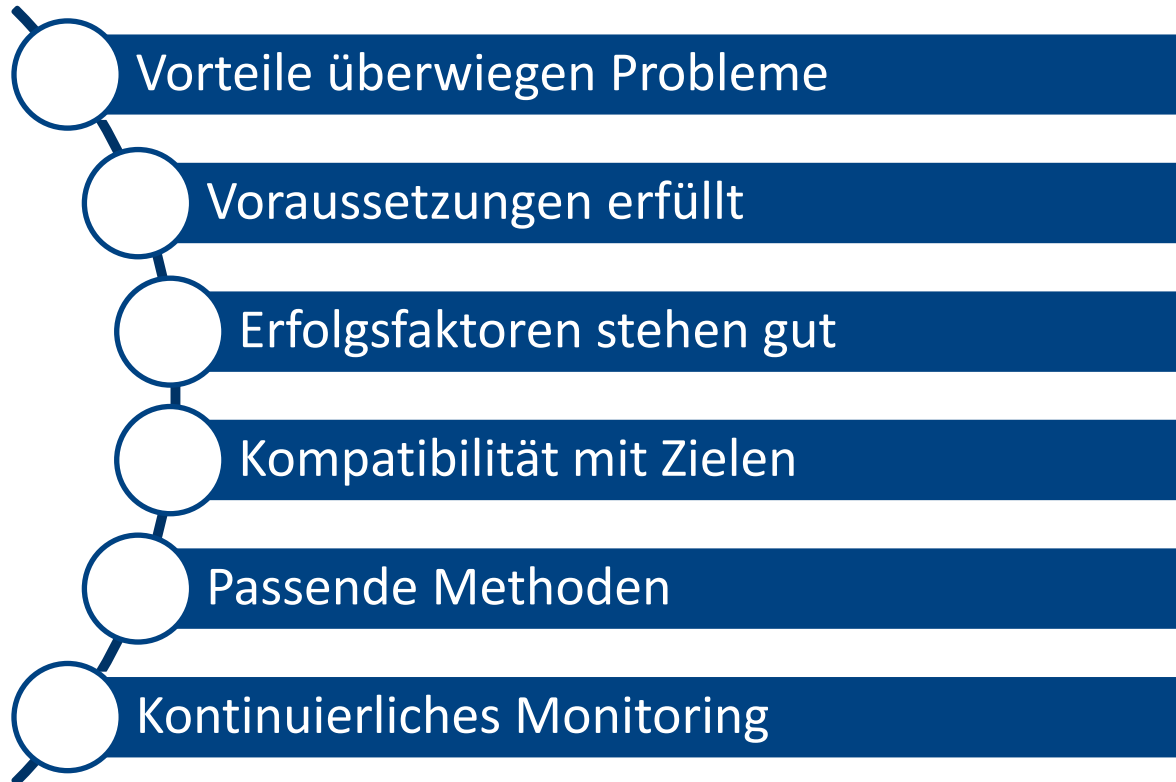 Vorteile überwiegen Probleme
Voraussetzungen erfüllt
Erfolgsfaktoren stehen gut
Kompatibilität mit Zielen
Passende Methoden
Kontinuierliches Monitoring